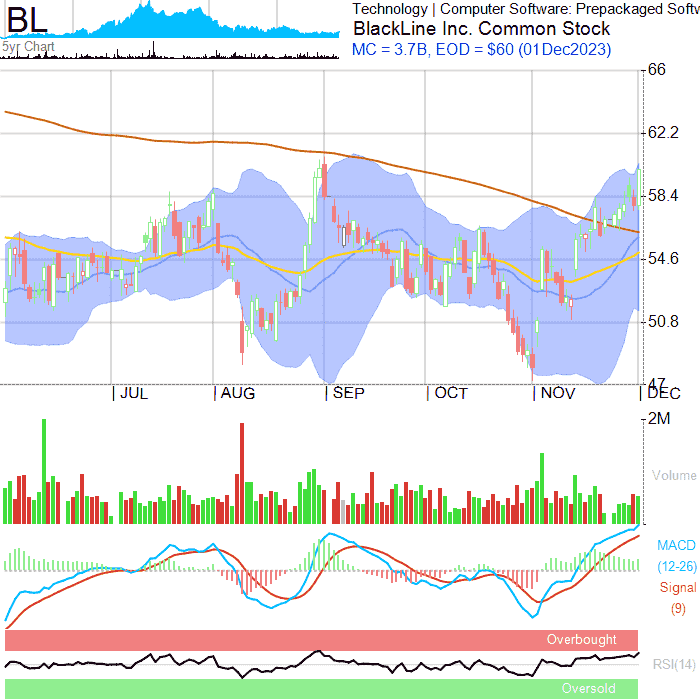 BL
5yr Chart
Technology | Computer Software: Prepackaged Softw
BlackLine Inc. Common Stock
MC = 3.7B, EOD = $60 (01Dec2023)
66
62.2
58.4
54.6
50.8
47
JUL
AUG
SEP
OCT
NOV
DEC
2M
Volume
MACD
(12-26)
Signal
(9)
Overbought
RSI(14)
Oversold